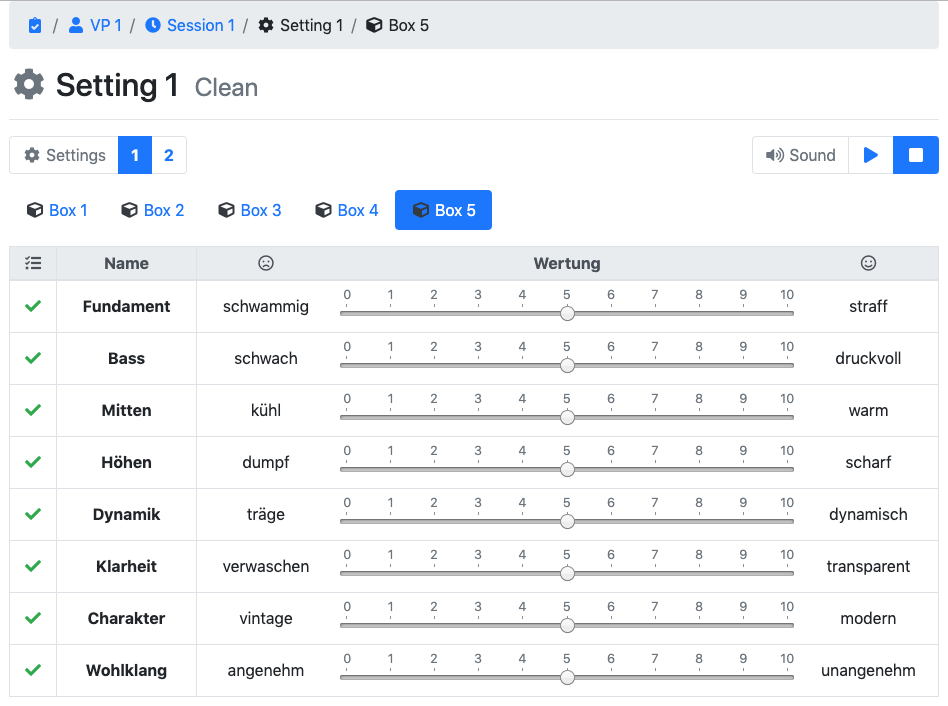 / VP 1 / Session 1 / Setting 1 / Box 5
Setting 1 Clean
Settings 1 2 Sound
Box 1 Box 2 Box 3 Box 4 Box 5
Name Wertung
Fundament schwammig 0 1 2 3 4 5 6 7 8 9 10 straff
Bass schwach 0 1 2 3 4 5 6 7 8 9 10 druckvoll
Mitten kühl 0 1 2 3 4 5 6 7 8 9 10 warm
Höhen dumpf 0 1 2 3 4 5 6 7 8 9 10 scharf
Dynamik träge 0 1 2 3 4 5 6 7 8 9 10 dynamisch
Klarheit verwaschen 0 1 2 3 4 5 6 7 8 9 10 transparent
Charakter vintage 0 1 2 3 4 5 6 7 8 9 10 modern
Wohlklang angenehm 0 1 2 3 4 5 6 7 8 9 10 unangenehm